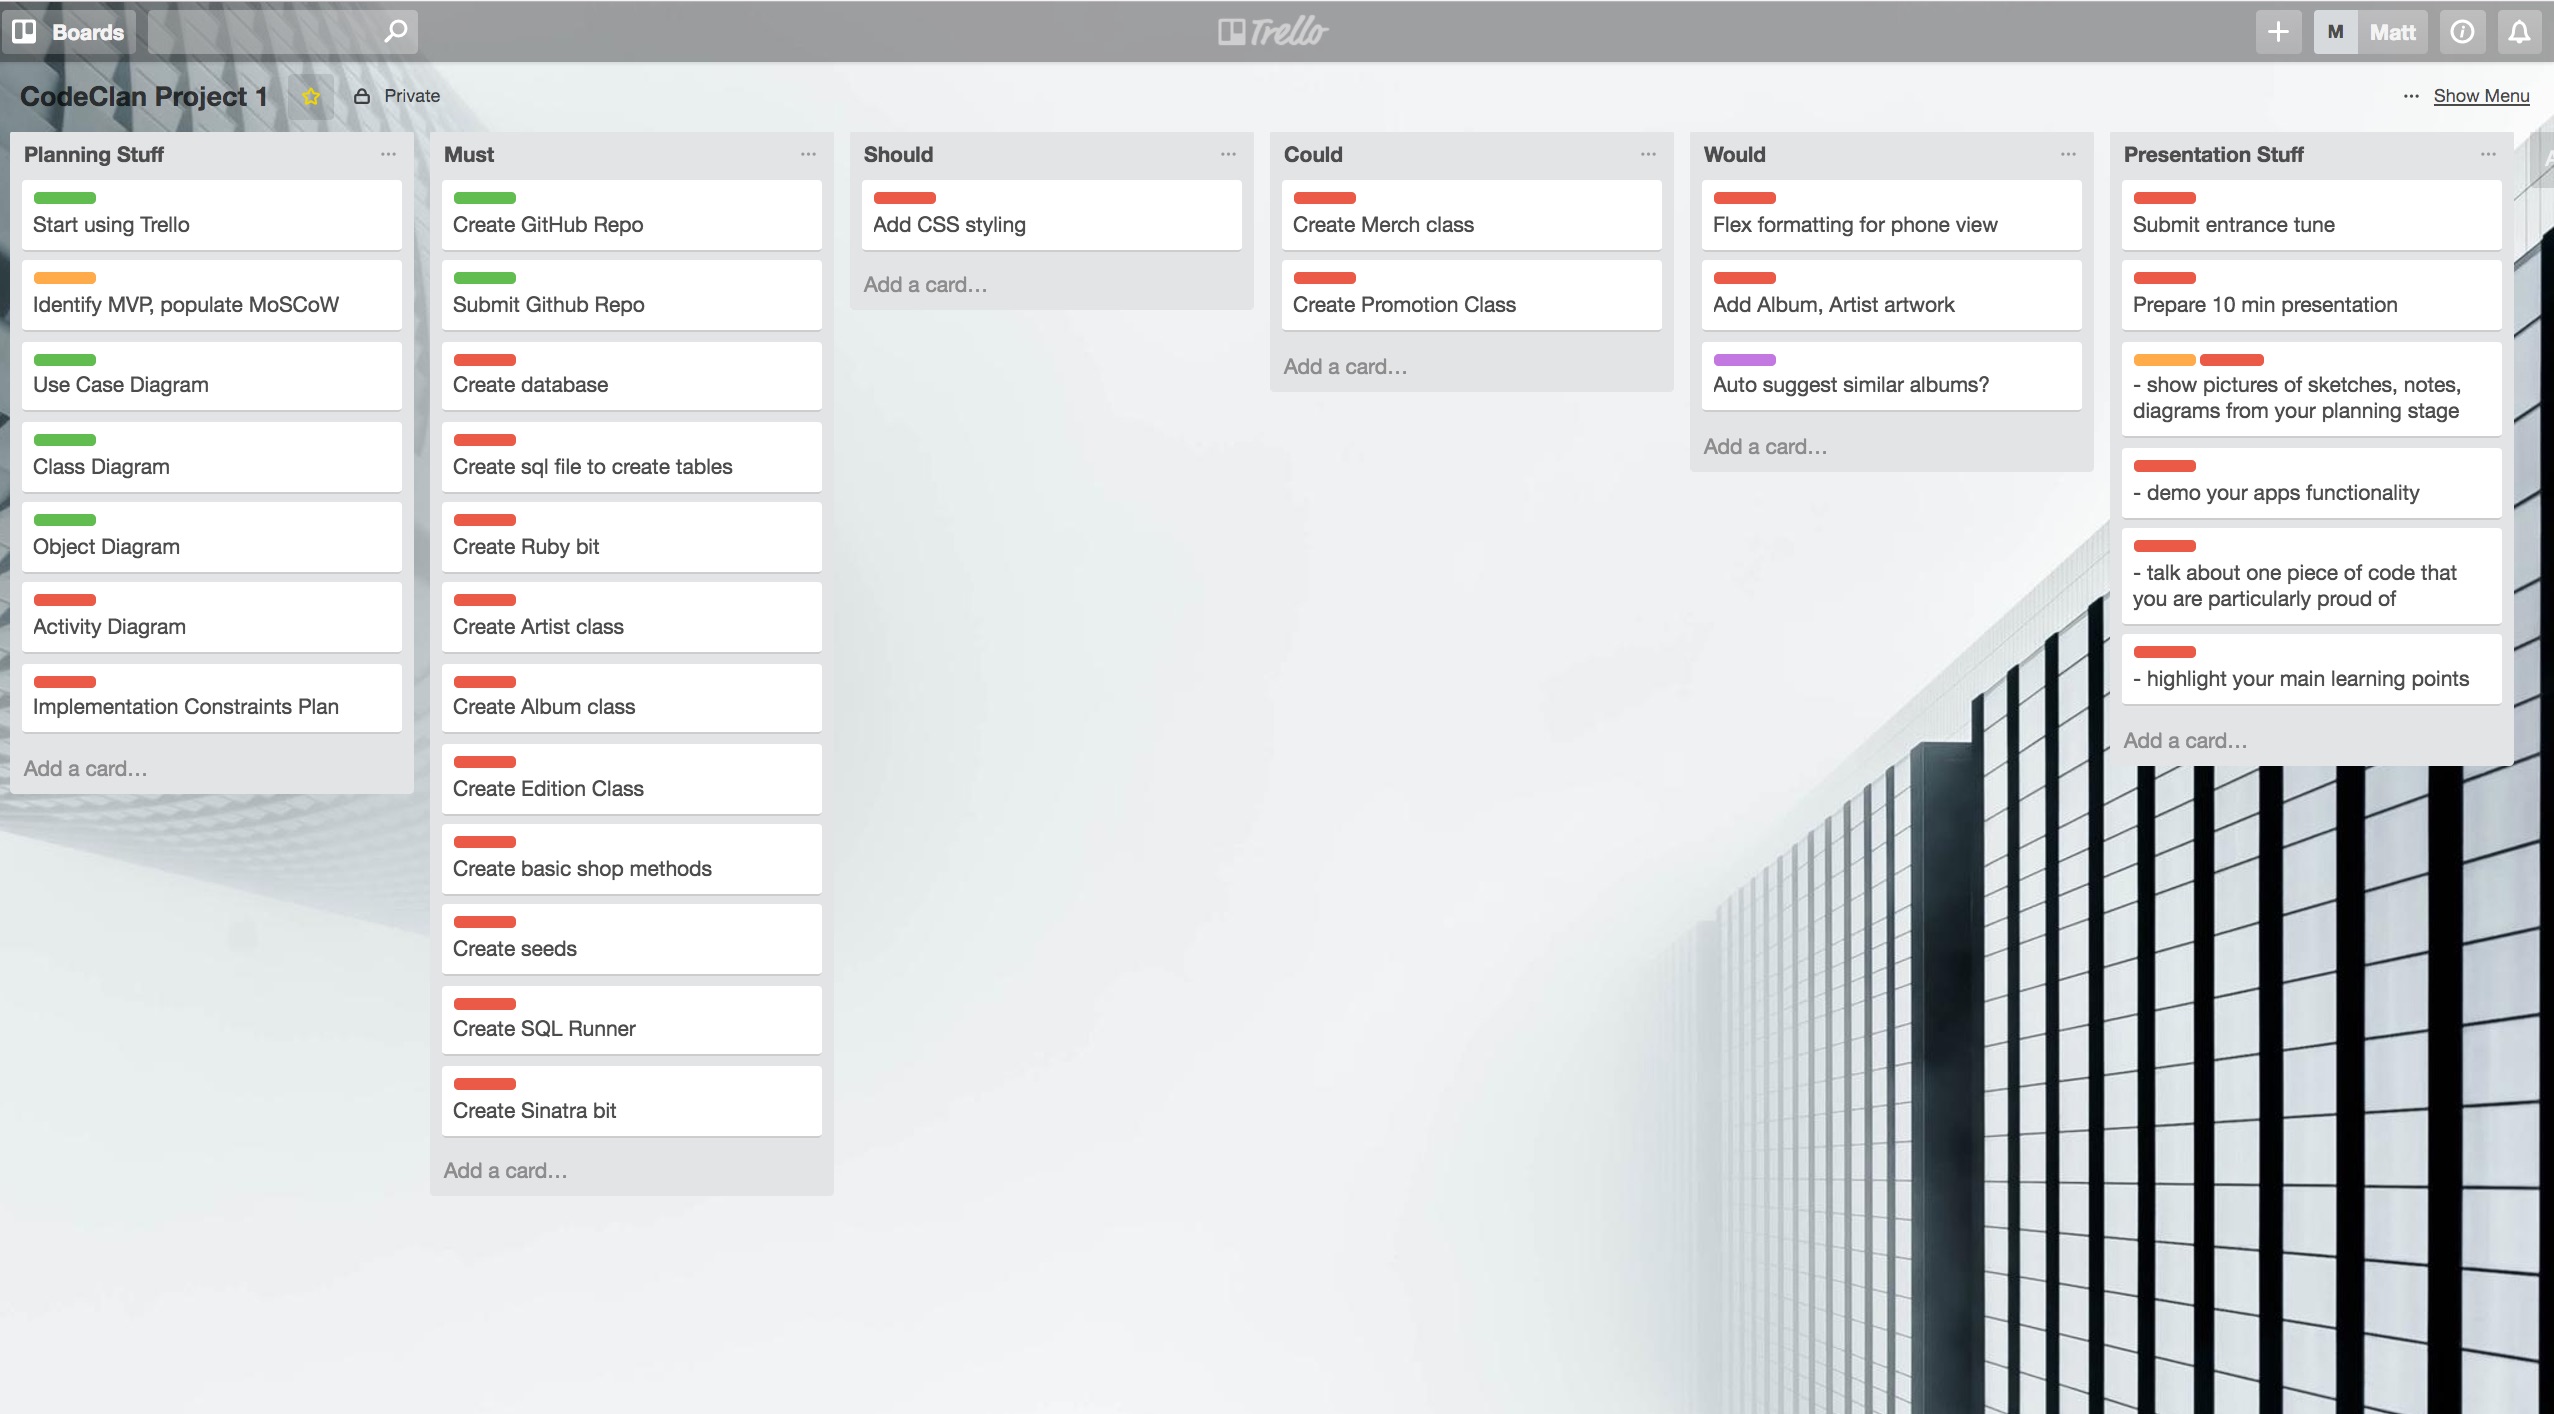 Boards
Trello
M
Matt
CodeClan Project 1
Private
Show Menu
Planning Stuff
Start using Trello
Identify MVP, populate MoSCoW
Use Case Diagram
Class Diagram
Object Diagram
Activity Diagram
Implementation Constraints Plan
Add a card…
Must
Create GitHub Repo
Submit Github Repo
Create database
Create sql file to create tables
Create Ruby bit
Create Artist class
Create Album class
Create Edition Class
Create basic shop methods
Create seeds
Create SQL Runner
Create Sinatra bit
Add a card…
Should
Add CSS styling
Add a card…
Could
Create Merch class
Create Promotion Class
Add a card…
Would
Flex formatting for phone view
Add Album, Artist artwork
Auto suggest similar albums?
Add a card…
Presentation Stuff
Submit entrance tune
Prepare 10 min presentation
- show pictures of sketches, notes,
diagrams from your planning stage
- demo your apps functionality
- talk about one piece of code that
you are particularly proud of
- highlight your main learning points
Add a card…